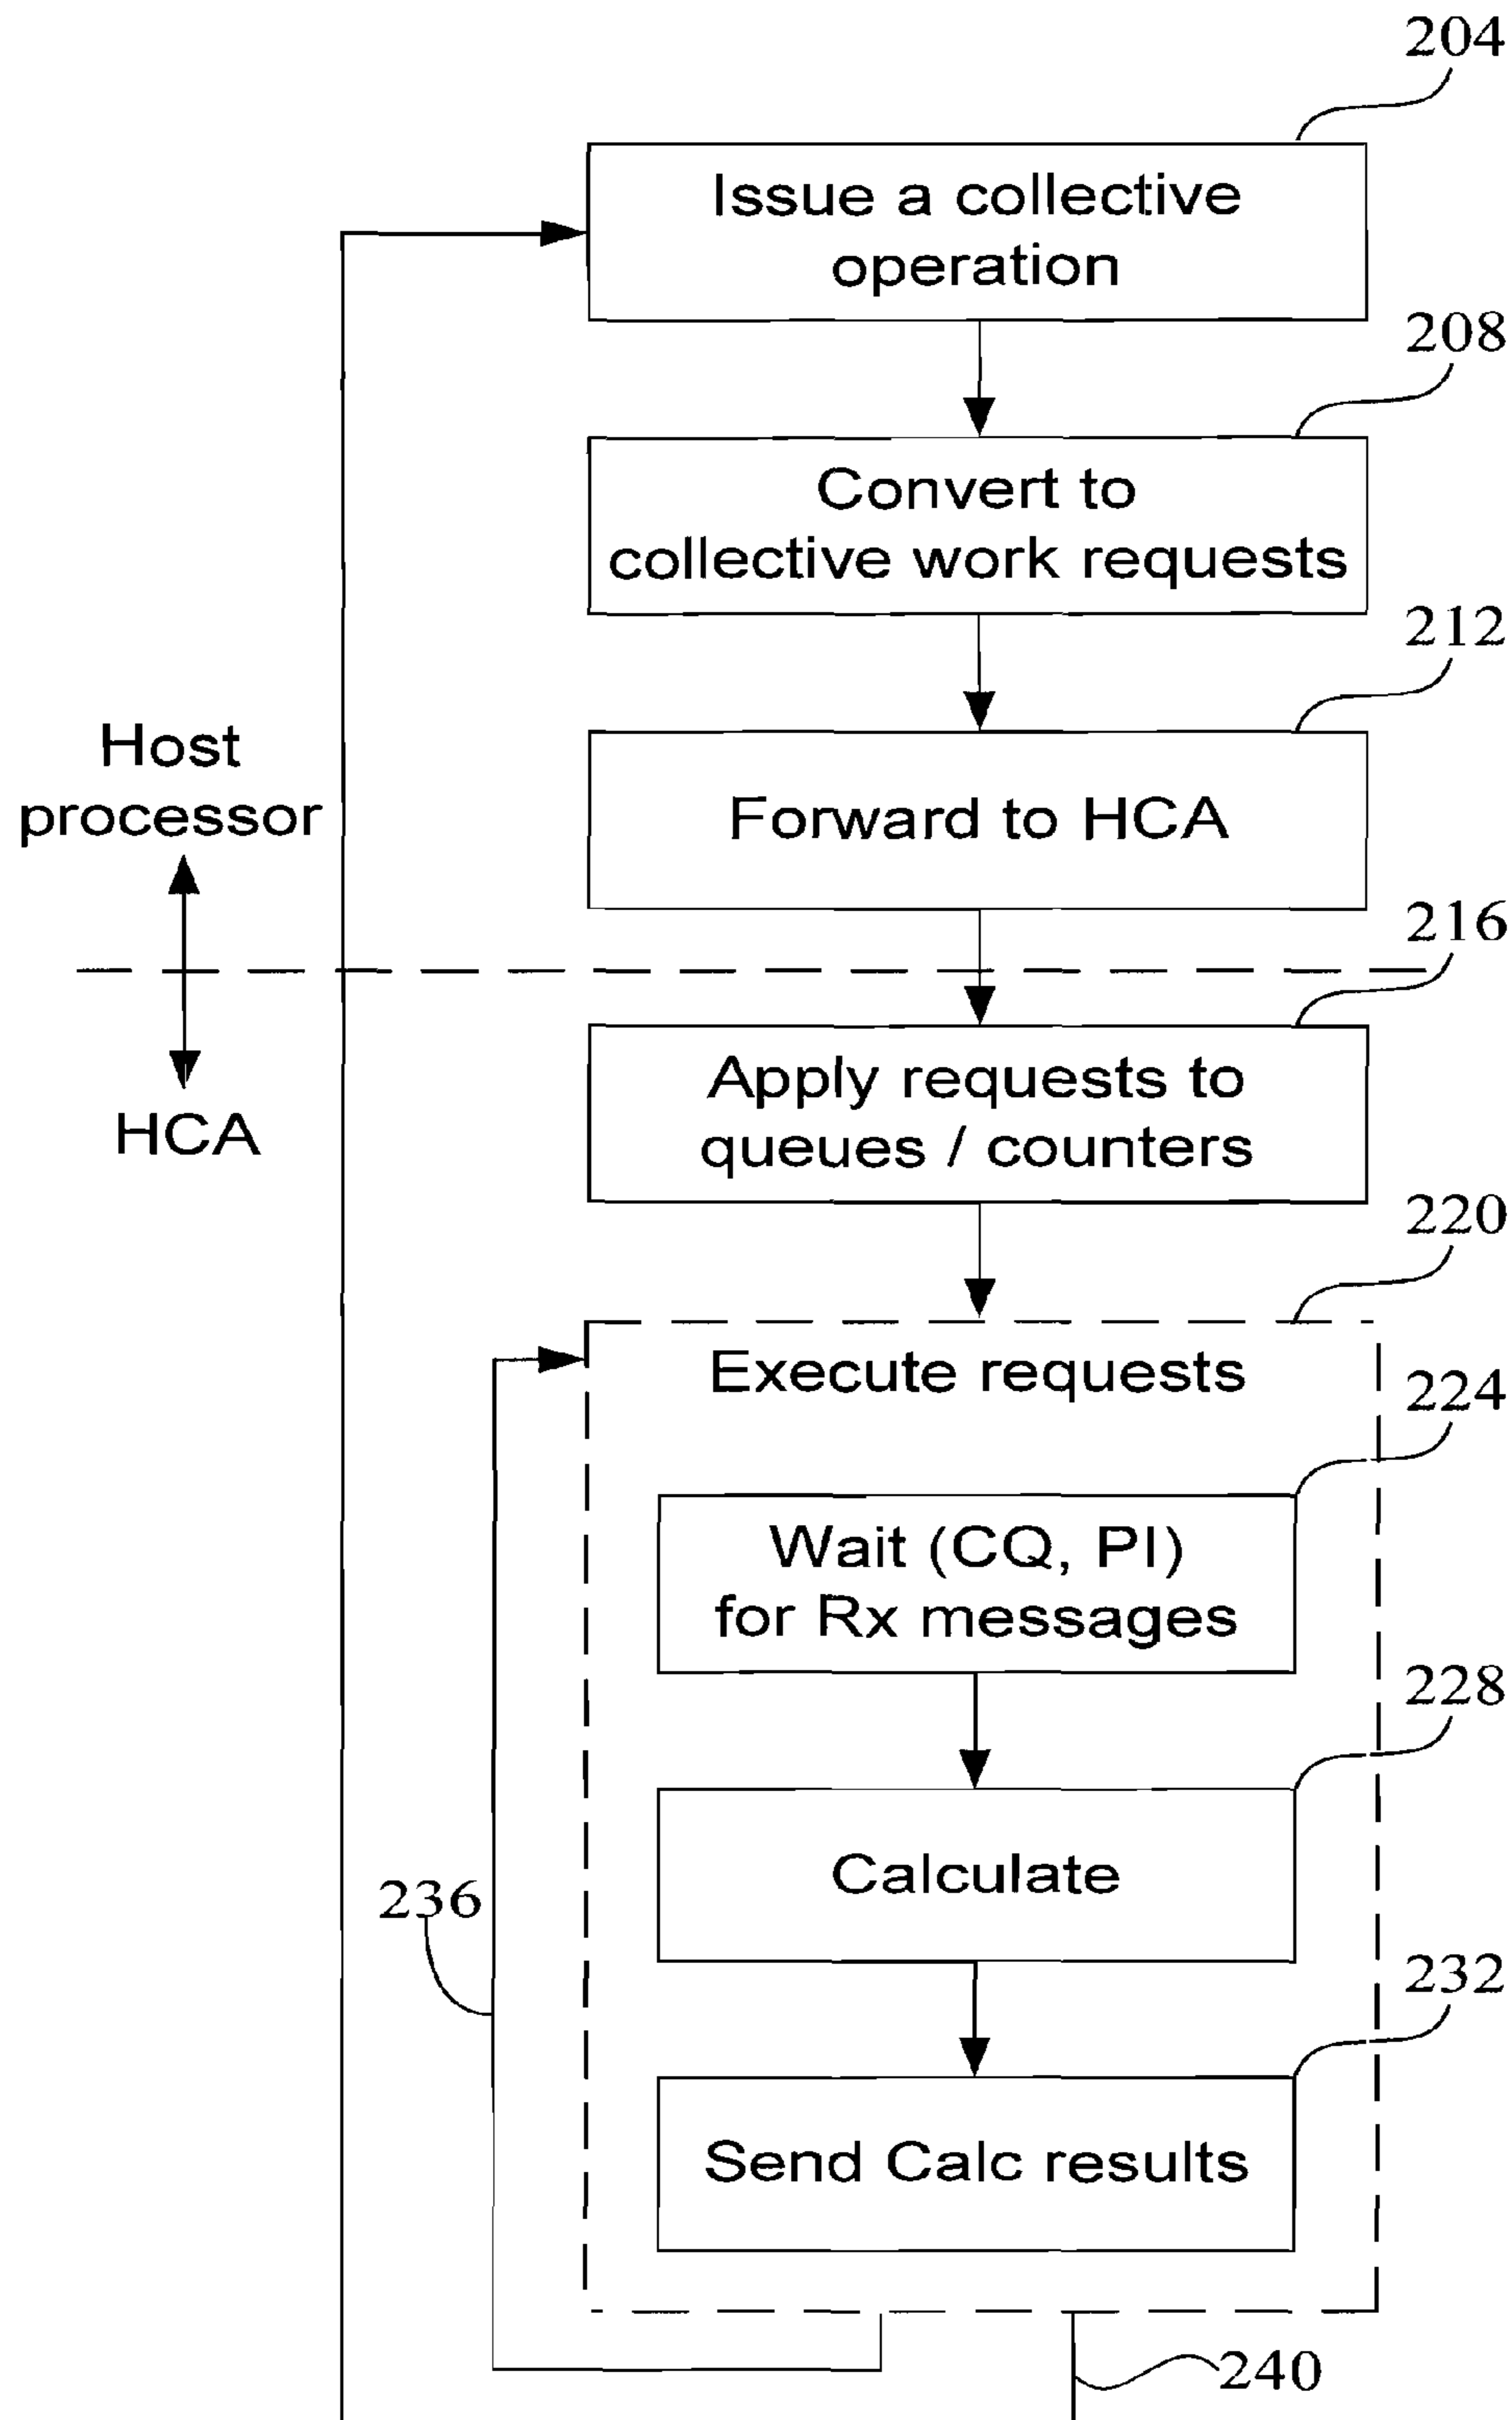 204
Issue a collective
operation
208
Convert to
collective work requests
212
Host
processor
Forward to HCA
216
HCA
Apply requests to
queues / counters
220
Execute requests
224
Wait (CQ, PI)
for Rx messages
228
Calculate
236
232
Send Calc results
240